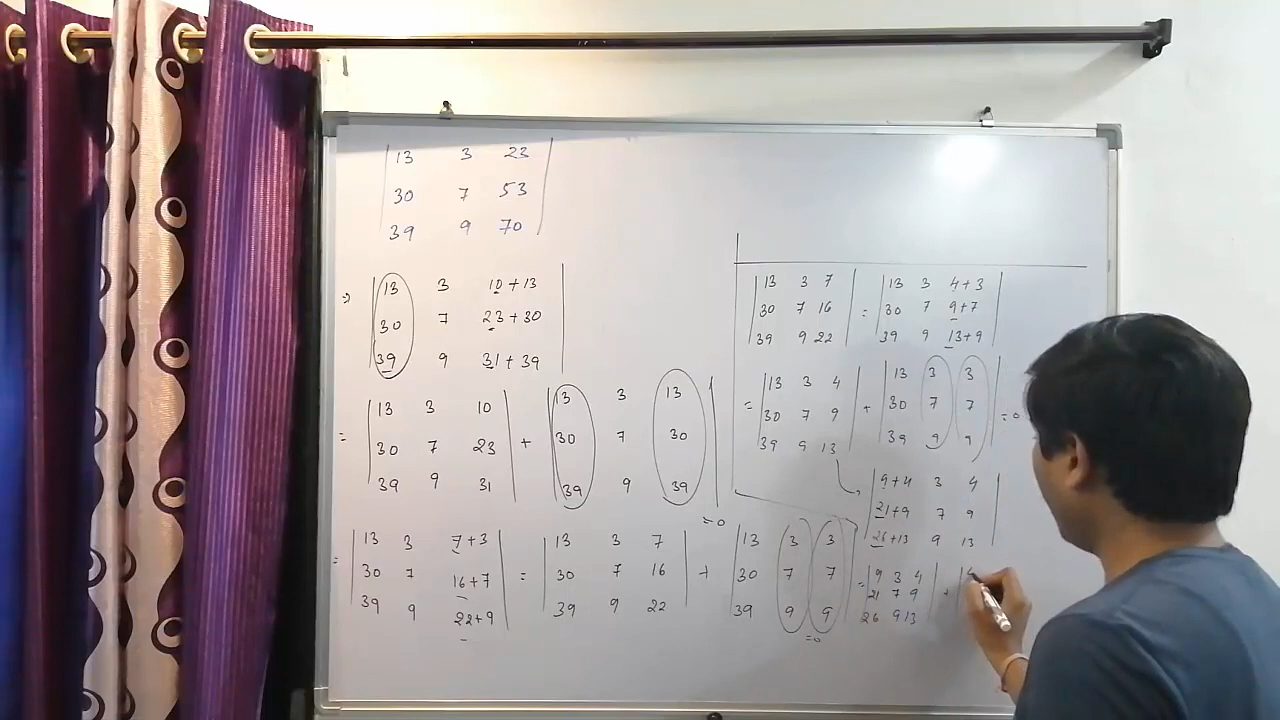 | 13 3 23 |
| 30 7 53 |
| 39 9 70 |
⇒ | 13 3 10+13 |
| 30 7 23+30 |
| 39 9 31+39 |
= | 13 3 10 | + | 13 3 13 |
| 30 7 23 | | 30 7 30 |
| 39 9 31 | | 39 9 39 |
= 0
= | 13 3 7+3 | = | 13 3 7 | + | 13 3 3 |
| 30 7 16+7 | | 30 7 16 | | 30 7 7 |
| 39 9 22+9 | | 39 9 22 | | 39 9 9 |
= 0
| 13 3 7 | = | 13 3 4+3 |
| 30 7 16 | | 30 7 9+7 |
| 39 9 22 | | 39 9 13+9 |
= | 13 3 4 | + | 13 3 3 |
| 30 7 9 | | 30 7 7 | = 0
| 39 9 13 | | 39 9 9 |
| 9+4 3 4 |
| 21+9 7 9 |
| 26+13 9 13 |
= | 9 3 4 | + | 4
| 21 7 9 |
| 26 9 13 |